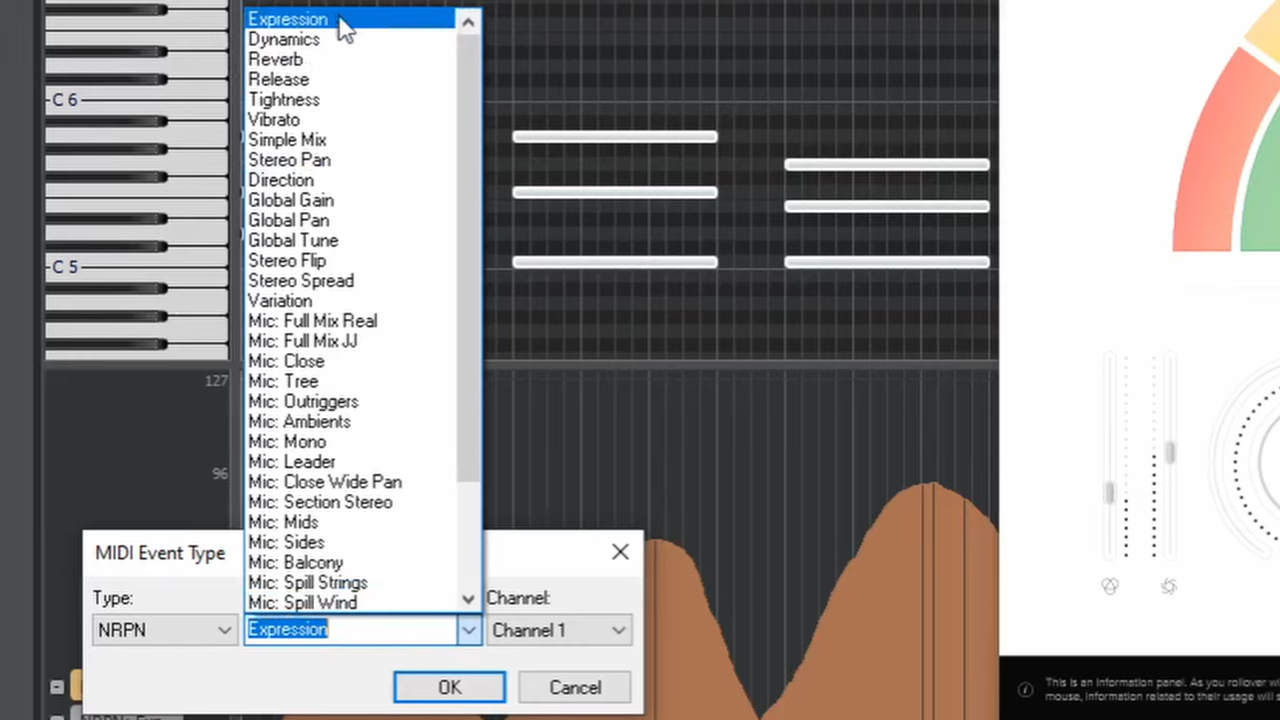 Expression
Dynamics
Reverb
Release
Tightness
Vibrato
Simple Mix
Stereo Pan
Direction
Global Gain
Global Pan
Global Tune
Stereo Flip
Stereo Spread
Variation
Mic: Full Mix Real
Mic: Full Mix JJ
Mic: Close
Mic: Tree
Mic: Outriggers
Mic: Ambients
Mic: Mono
Mic: Leader
Mic: Close Wide Pan
Mic: Section Stereo
Mic: Mids
Mic: Sides
Mic: Balcony
Mic: Spill Strings
Mic: Spill Wind
C 6
C 5
127
96
MIDI Event Type
Type:
Channel:
NRPN
Expression
Channel 1
OK
Cancel
This is an information panel. As you rollover wi
mouse, information related to their usage will s